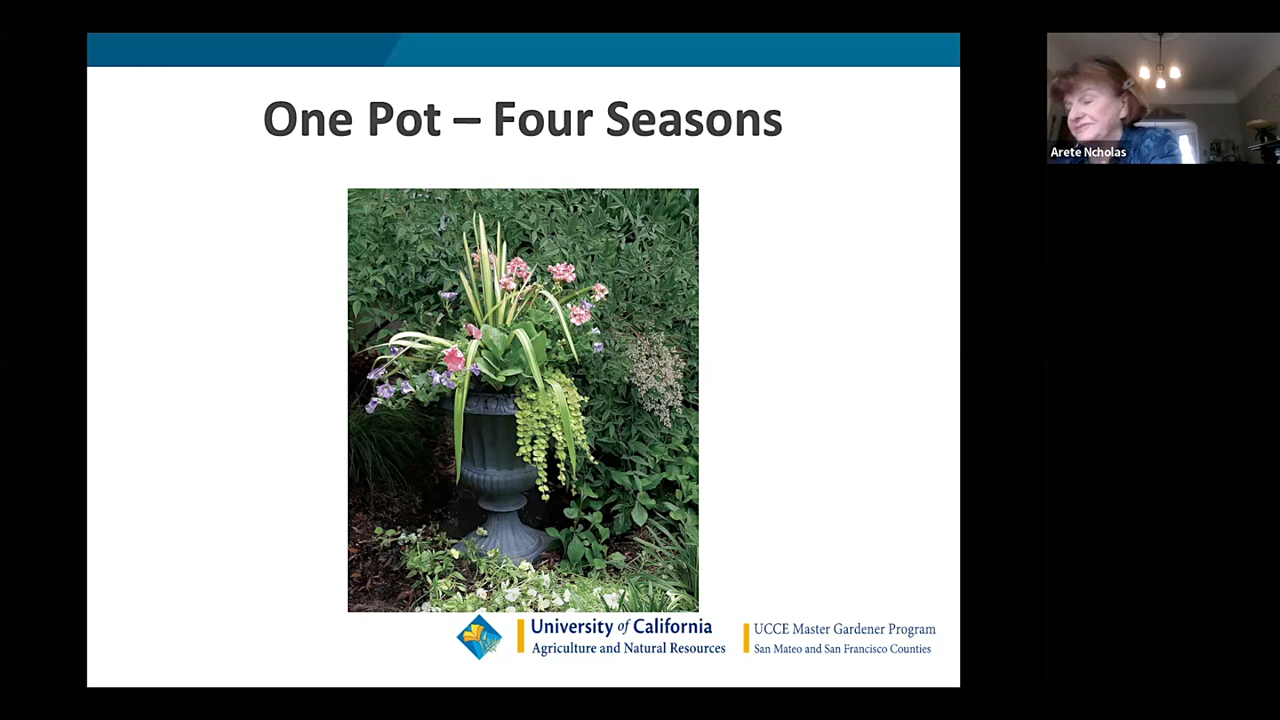 One Pot – Four Seasons
Arete Ncholas
University of California
Agriculture and Natural Resources
UCCE Master Gardener Program
San Mateo and San Francisco Counties